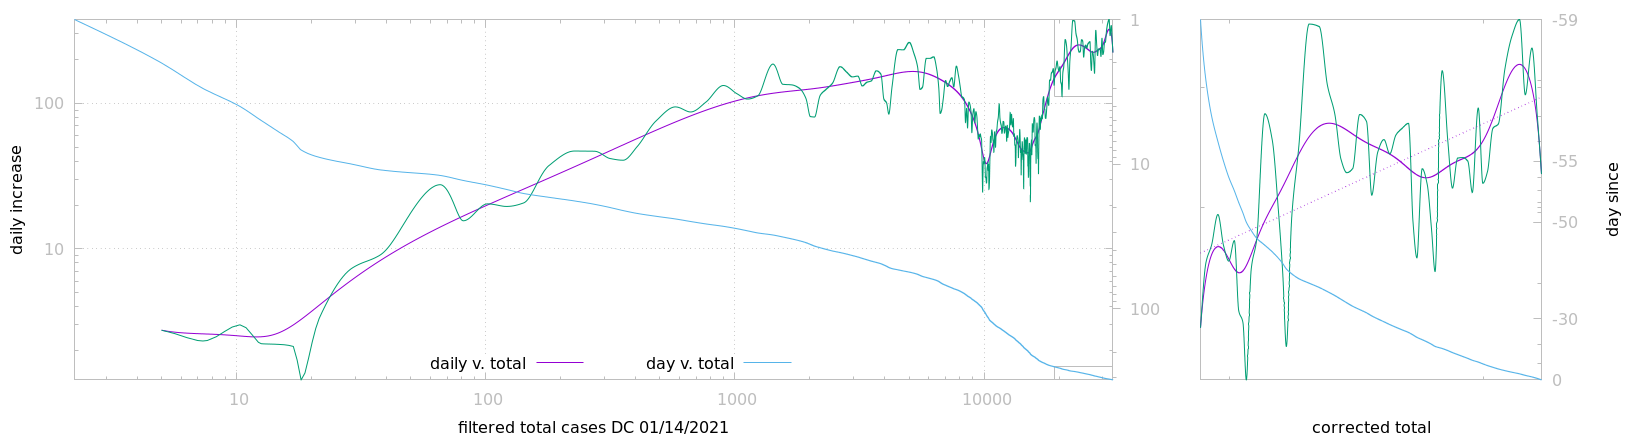 daily increase
100
10
daily v. total
day v. total
10
100
1000
10000
filtered total cases DC 01/14/2021
1
10
100
-59
-55
-50
-30
0
day since
corrected total